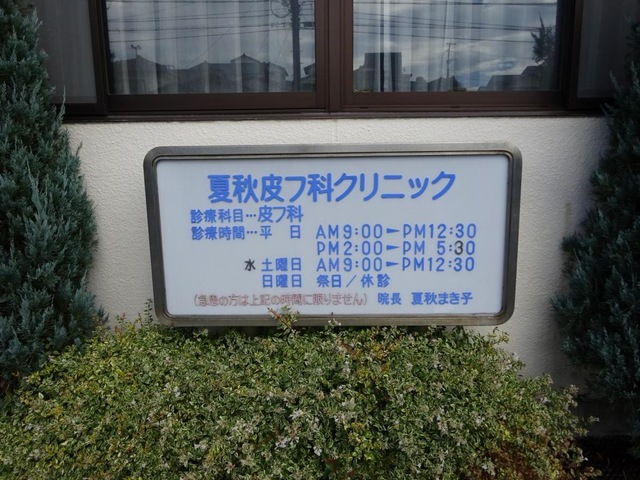 夏秋皮フ科クリニック
診療科目…皮フ科
診療時間…平 日 AM9:00►PM12:30
PM2:00►PM 5:30
水 土曜日 AM9:00►PM12:30
日曜日 祭日/休診
(急患の方は上記の時間に限りません) 院長 夏秋まき子